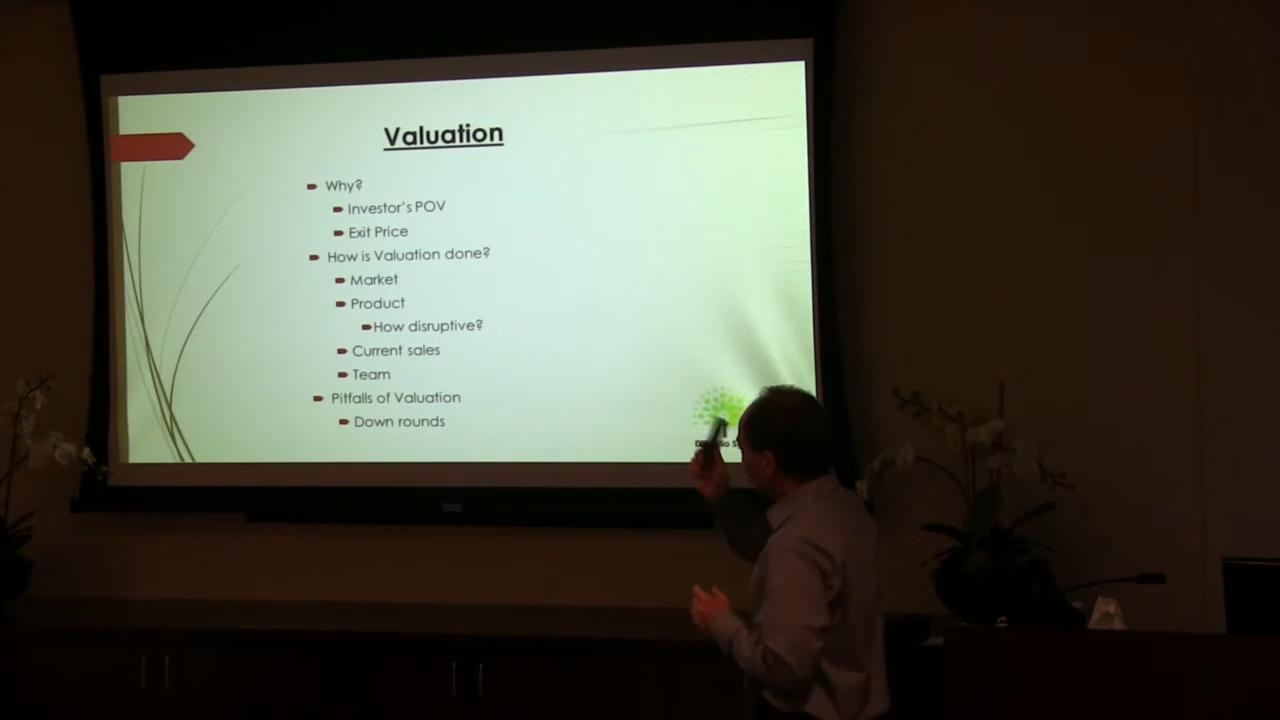 Valuation
Why?
Investor's POV
Exit Price
How is Valuation done?
Market
Product
How disruptive?
Current sales
Team
Pitfalls of Valuation
Down rounds